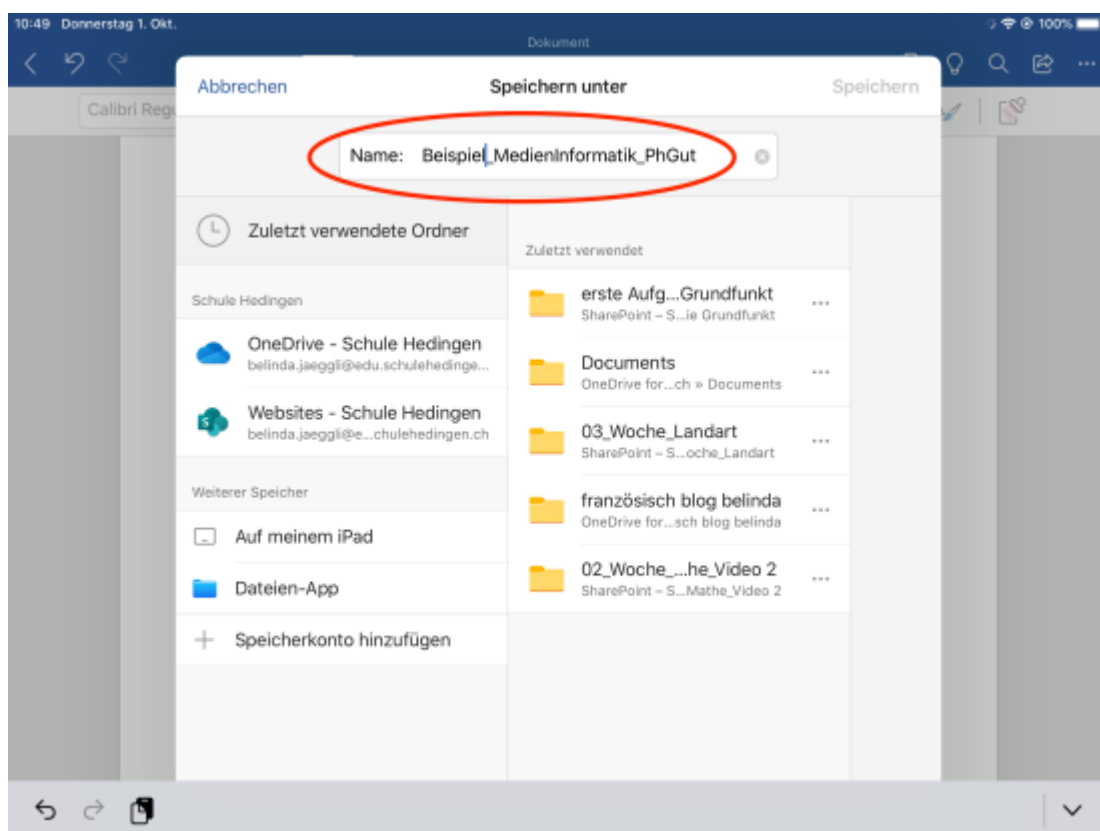 10:49 Donnerstag 1. Okt.
100%
Dokument
Abbrechen
Speichern unter
Speichern
Calibri Regu
Name: Beispiel_MedienInformatik_PhGut
Zuletzt verwendete Ordner
Schule Hedingen
OneDrive - Schule Hedingen
belinda.jaeggli@edu.schulehedinge...
Websites - Schule Hedingen
belinda.jaeggli@e...chulehedingen.ch
Weiterer Speicher
Auf meinem iPad
Dateien-App
Speicherkonto hinzufügen
Zuletzt verwendet
erste Aufg...Grundfunkt
SharePoint – S...ie Grundfunkt
Documents
OneDrive for...ch » Documents
03_Woche_Landart
SharePoint – S...oche_Landart
französisch blog belinda
OneDrive for...sch blog belinda
02_Woche_...he_Video 2
SharePoint – S...Mathe_Video 2